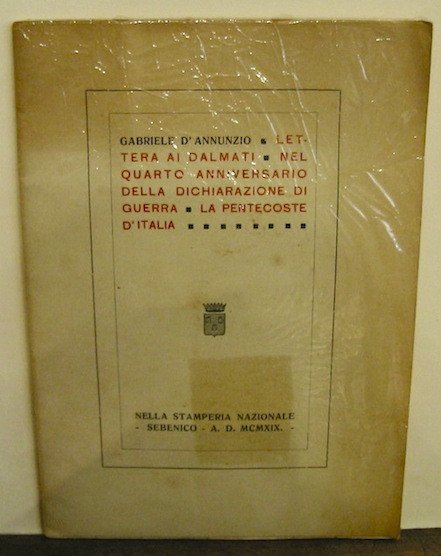 GABRIELE D'ANNUNZIO ▪ LET-
TERA AI DALMATI ▪ NEL
QUARTO ANNIVERSARIO
DELLA DICHIARAZIONE DI
GUERRA ▪ LA PENTECOSTE
D'ITALIA ▪ ▪ ▪ ▪ ▪ ▪ ▪ ▪
NELLA STAMPERIA NAZIONALE
- SEBENICO - A. D. MCMXIX. -